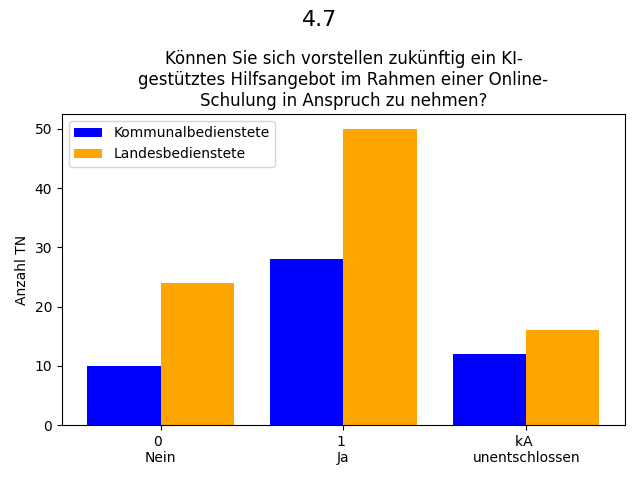 4.7
Können Sie sich vorstellen zukünftig ein KI-
gestütztes Hilfsangebot im Rahmen einer Online-
Schulung in Anspruch zu nehmen?
Kommunalbedienstete
Landesbedienstete
Anzahl TN
50
40
30
20
10
0
0 1 kA
Nein Ja unentschlossen